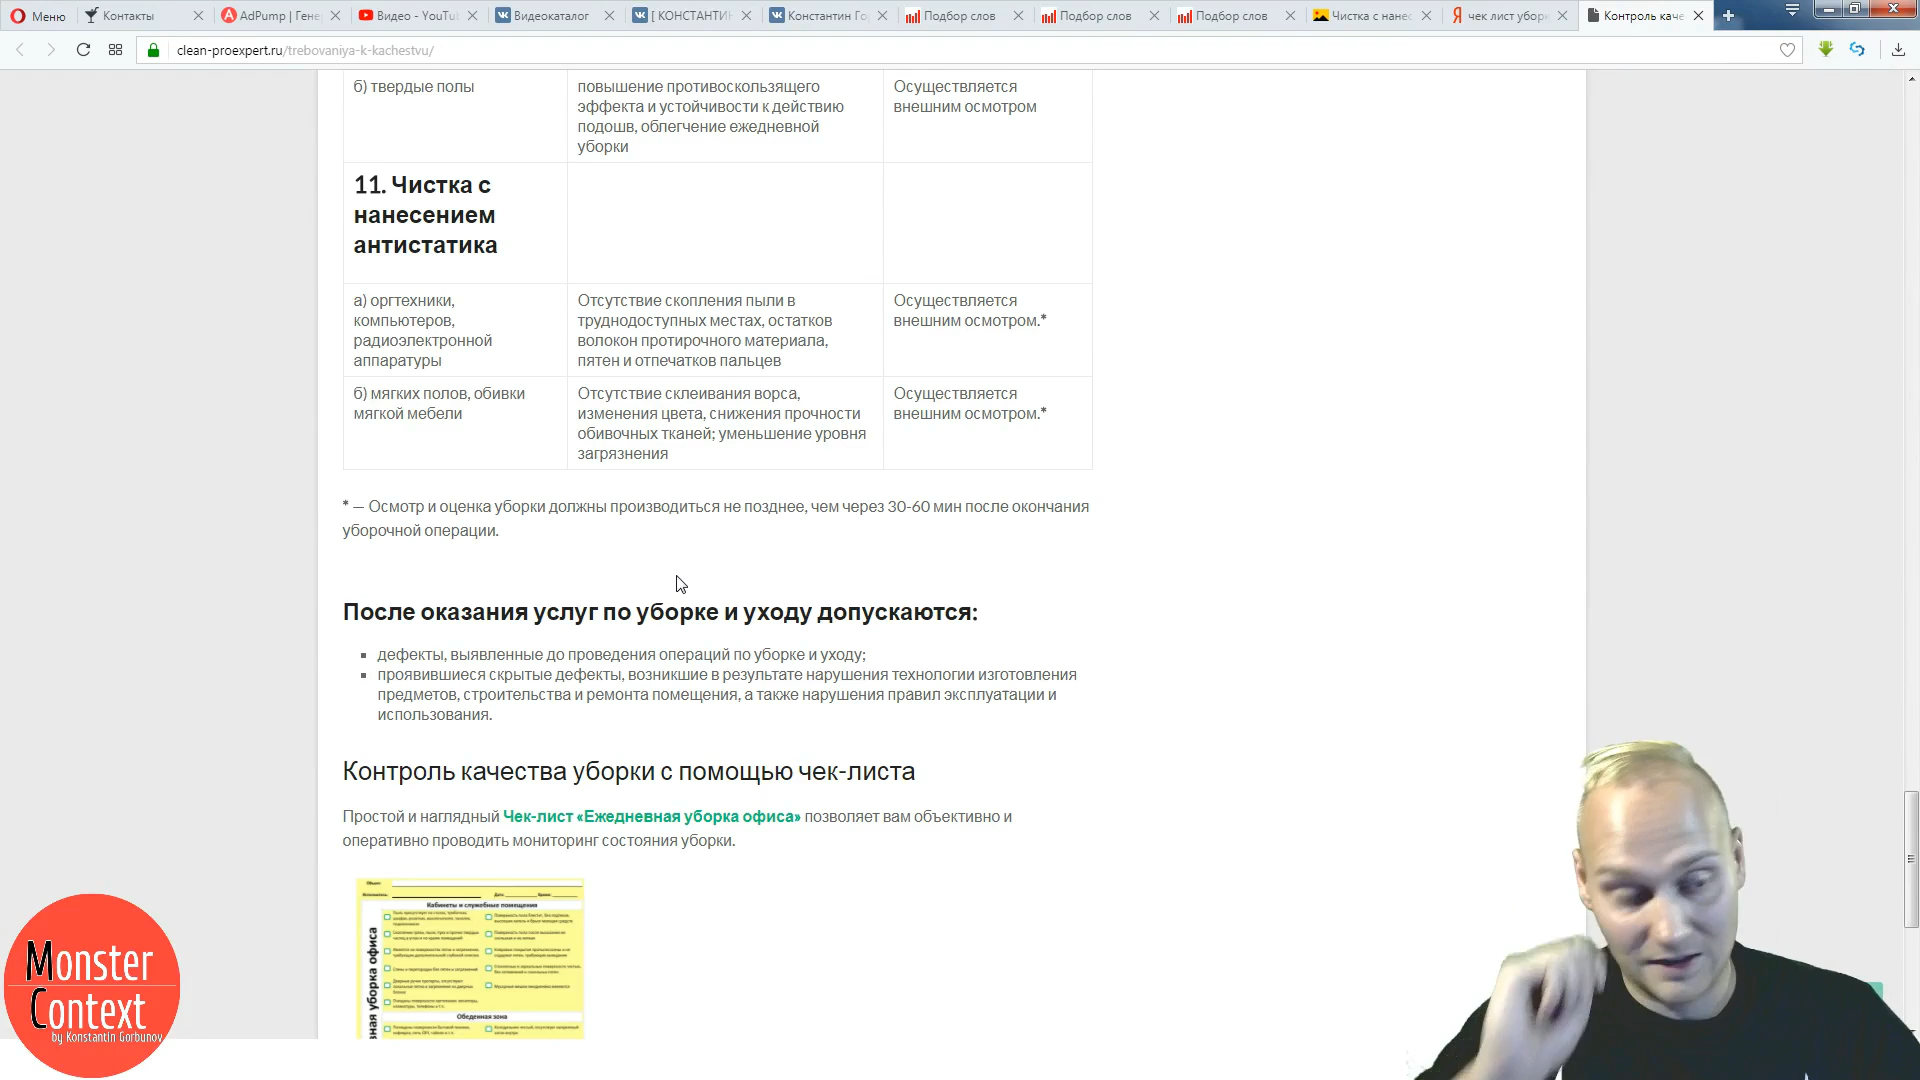 Меню
Контакты
AdPump | Гене
Видео - YouTu
Видеокаталог
[ КОНСТАНТИН
Константин Го
Подбор слов
Подбор слов
Подбор слов
Чистка с нанес
чек лист уборк
Контроль каче
clean-proexpert.ru/trebovaniya-k-kachestvu/
б) твердые полы
повышение противоскользящего
эффекта и устойчивости к действию
подошв, облегчение ежедневной
уборки
Осуществляется
внешним осмотром
11. Чистка с
нанесением
антистатика
а) оргтехники,
компьютеров,
радиоэлектронной
аппаратуры
Отсутствие скопления пыли в
труднодоступных местах, остатков
волокон протирочного материала,
пятен и отпечатков пальцев
Осуществляется
внешним осмотром.*
б) мягких полов, обивки
мягкой мебели
Отсутствие склеивания ворса,
изменения цвета, снижения прочности
обивочных тканей; уменьшение уровня
загрязнения
Осуществляется
внешним осмотром.*
* — Осмотр и оценка уборки должны производиться не позднее, чем через 30-60 мин после окончания
уборочной операции.
После оказания услуг по уборке и уходу допускаются:
дефекты, выявленные до проведения операций по уборке и уходу;
проявившиеся скрытые дефекты, возникшие в результате нарушения технологии изготовления
предметов, строительства и ремонта помещения, а также нарушения правил эксплуатации и
использования.
Контроль качества уборки с помощью чек-листа
Простой и наглядный Чек-лист «Ежедневная уборка офиса» позволяет вам объективно и
оперативно проводить мониторинг состояния уборки.
Кабинеты и служебные помещения
Обеденная зона
ная уборка офиса
Monster
Context
by Konstantin Gorbunov